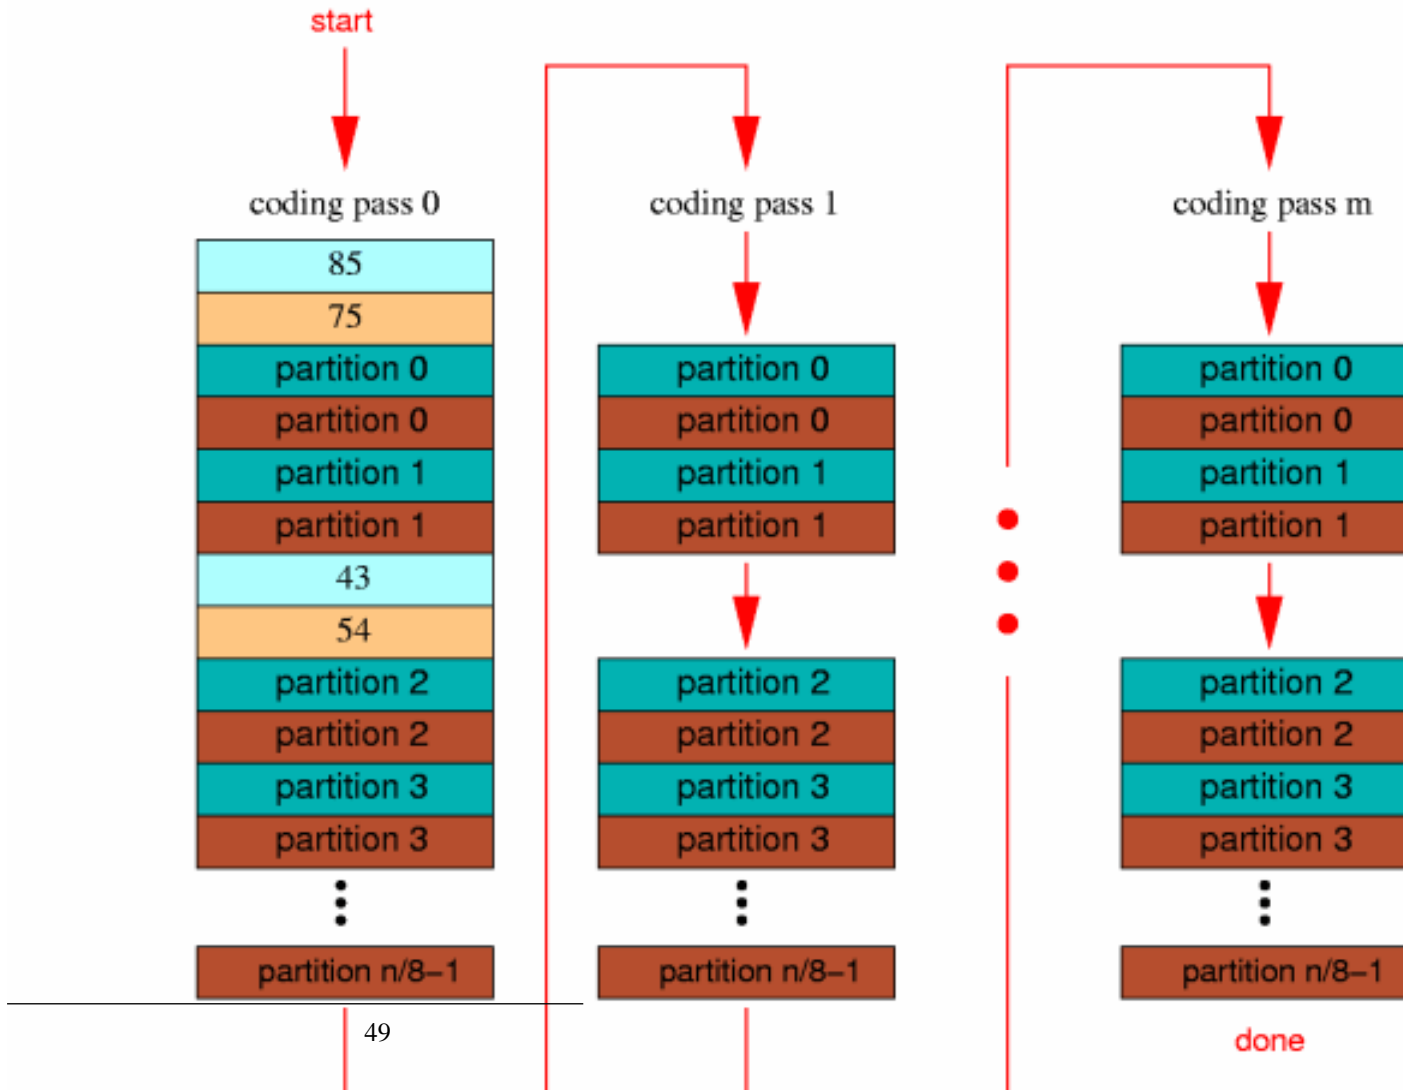 start
coding pass 0
85
75
partition 0
partition 0
partition 1
partition 1
43
54
partition 2
partition 2
partition 3
partition 3
partition n/8–1
49
coding pass 1
partition 0
partition 0
partition 1
partition 1
partition 2
partition 2
partition 3
partition 3
partition n/8–1
coding pass m
partition 0
partition 0
partition 1
partition 1
partition 2
partition 2
partition 3
partition 3
partition n/8–1
done